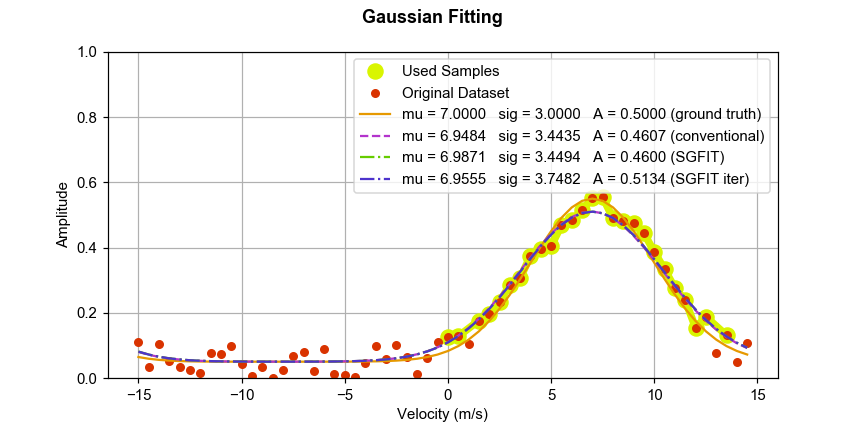 Gaussian Fitting
Used Samples
Original Dataset
mu = 7.0000 sig = 3.0000 A = 0.5000 (ground truth)
mu = 6.9484 sig = 3.4435 A = 0.4607 (conventional)
mu = 6.9871 sig = 3.4494 A = 0.4600 (SGFIT)
mu = 6.9555 sig = 3.7482 A = 0.5134 (SGFIT iter)
Amplitude
1.0
0.8
0.6
0.4
0.2
0.0
−15 −10 −5 0 5 10 15
Velocity (m/s)